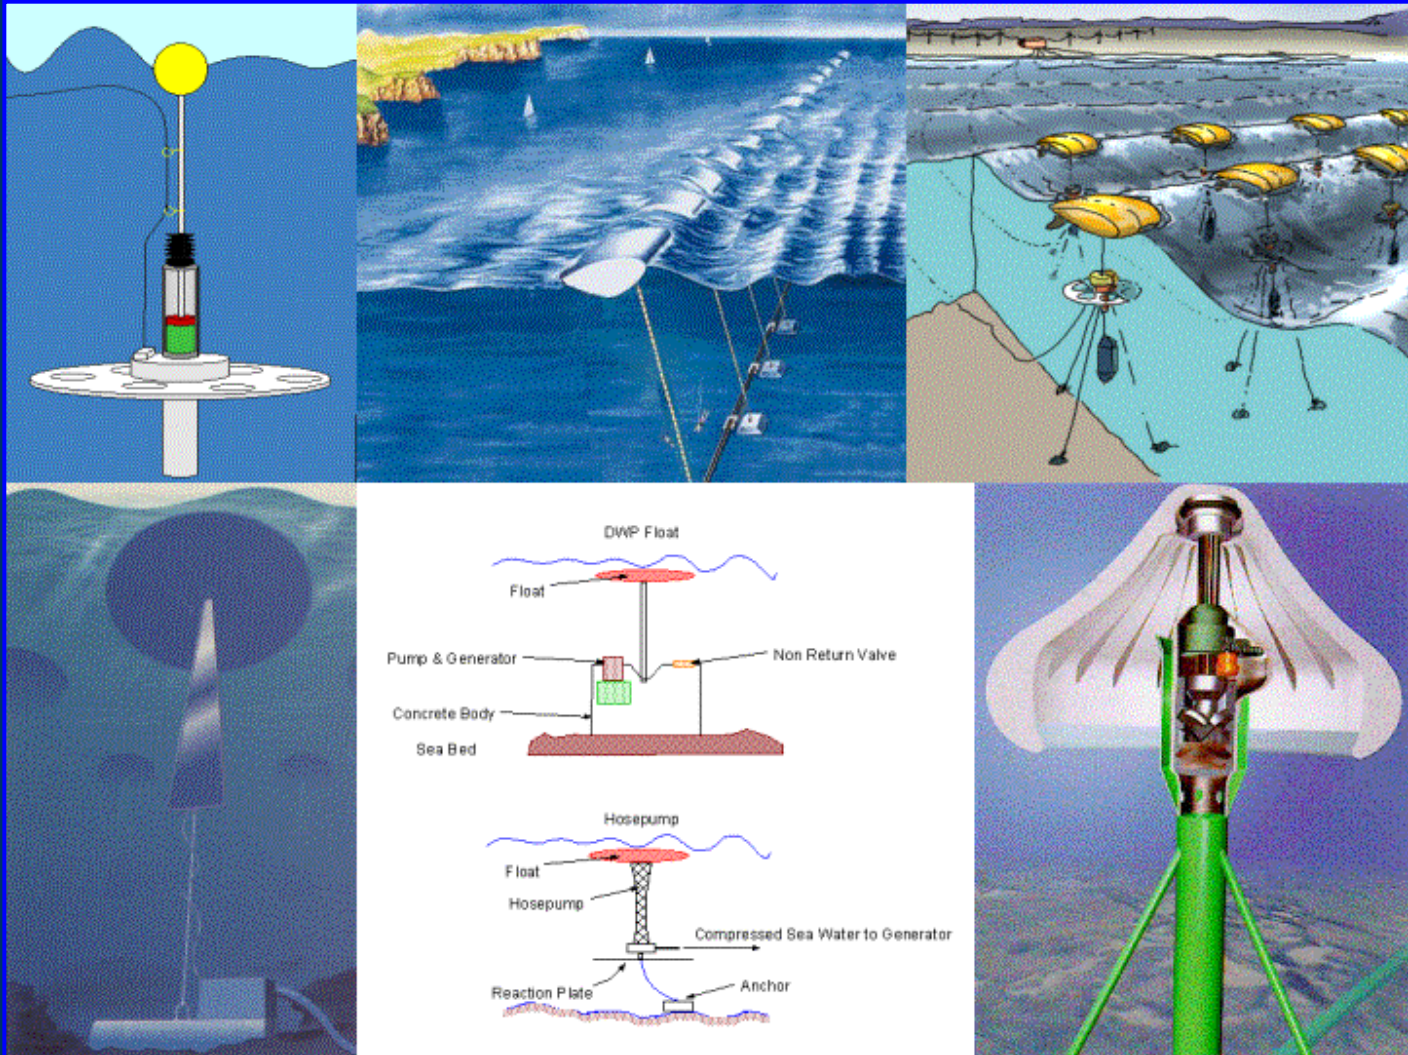 DWP Float
Float
Pump & Generator
Non Return Valve
Concrete Body
Sea Bed
Hosepump
Float
Hosepump
Compressed Sea Water to Generator
Reaction Plate
Anchor